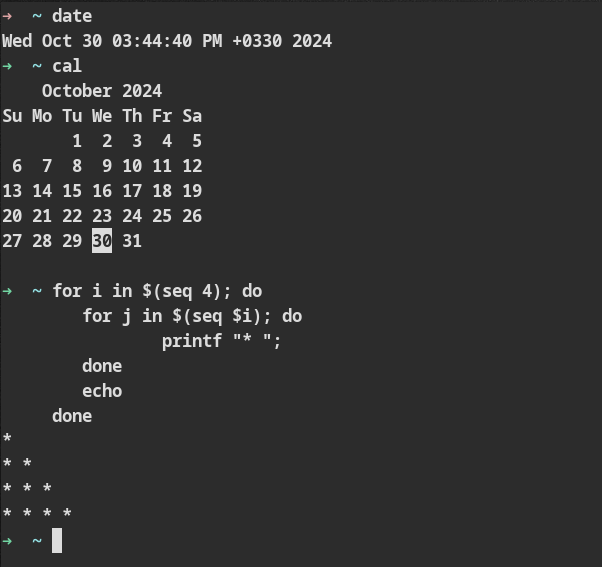 →  ~ date
Wed Oct 30 03:44:40 PM +0330 2024
→  ~ cal
    October 2024
Su Mo Tu We Th Fr Sa
       1  2  3  4  5
 6  7  8  9 10 11 12
13 14 15 16 17 18 19
20 21 22 23 24 25 26
27 28 29 30 31

→  ~ for i in $(seq 4); do
        for j in $(seq $i); do
                printf "* ";
        done
        echo
     done
*
* *
* * *
* * * *
→  ~